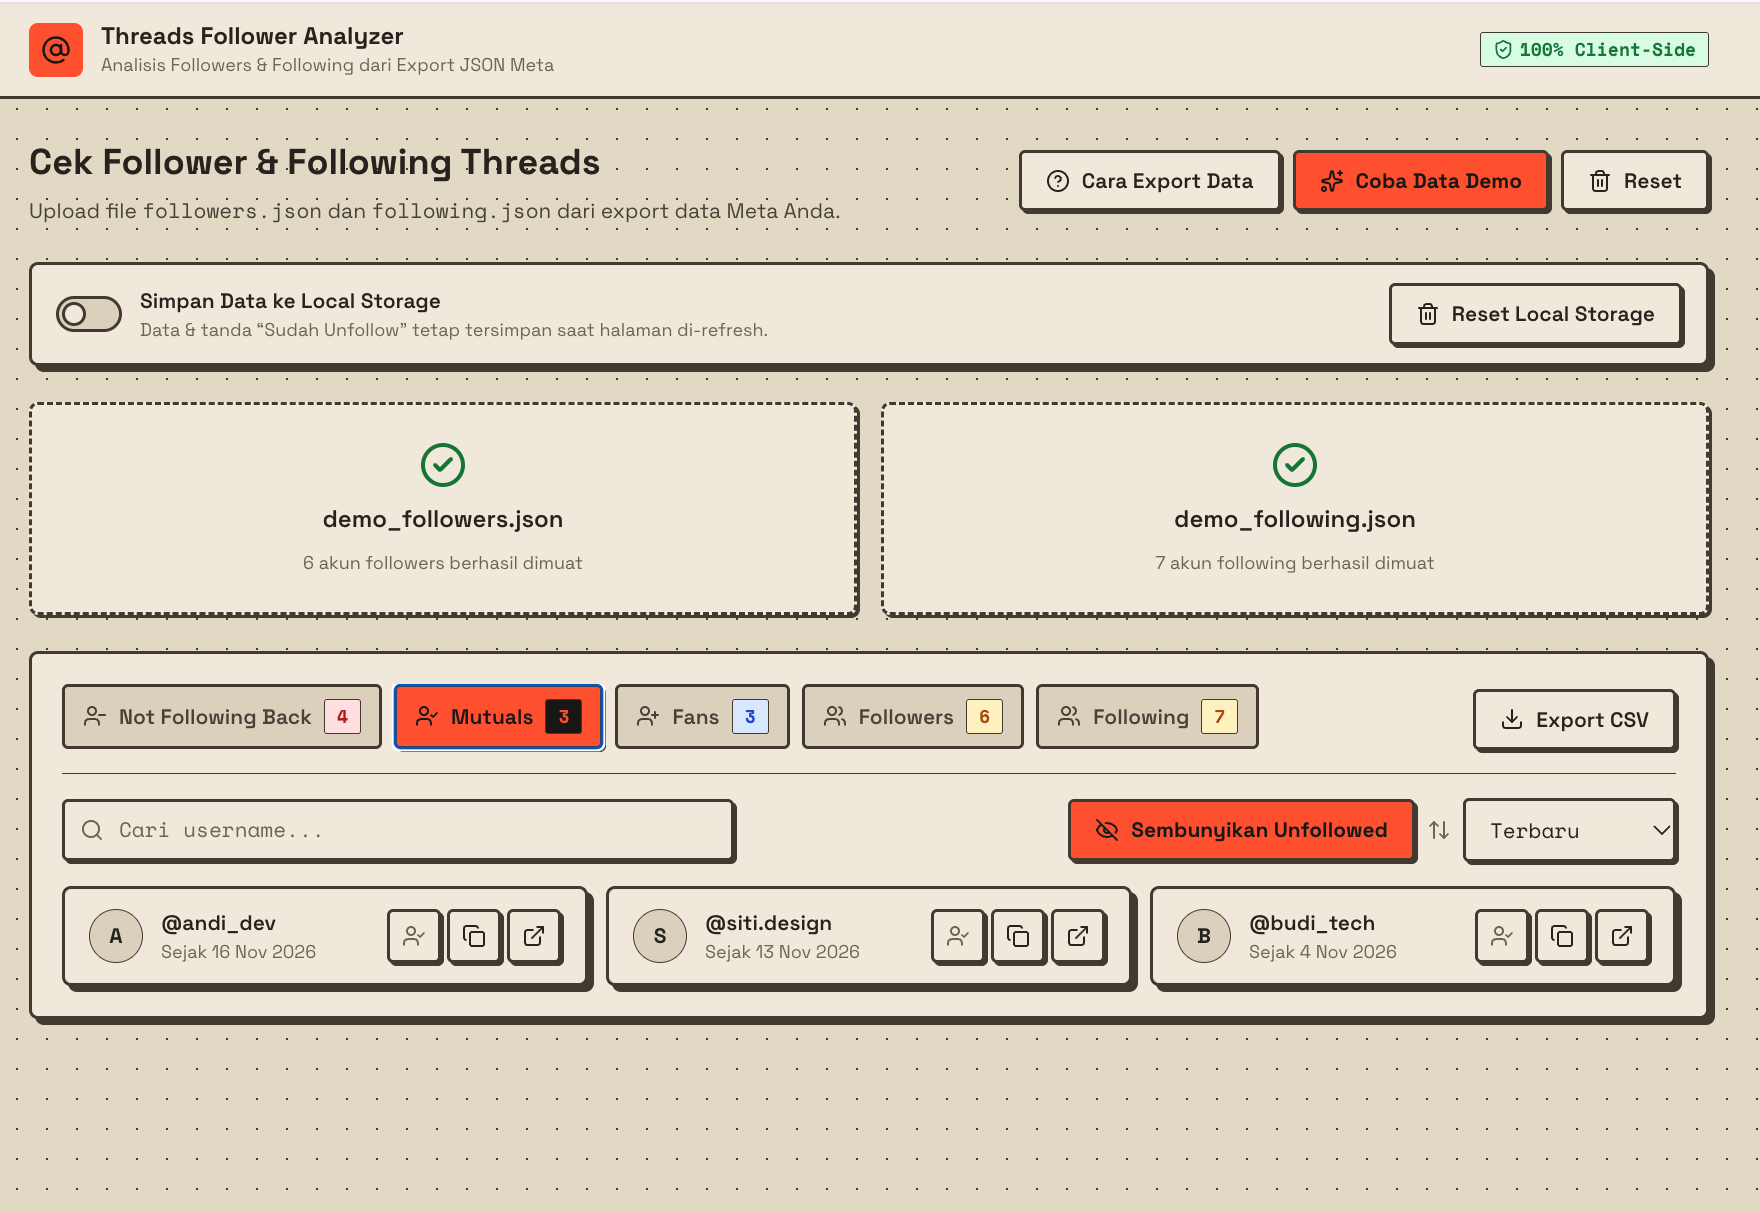 @ Threads Follower Analyzer
Analisis Followers & Following dari Export JSON Meta
100% Client-Side
Cek Follower & Following Threads
Upload file followers.json dan following.json dari export data Meta Anda.
Cara Export Data
Coba Data Demo
Reset
Simpan Data ke Local Storage
Data & tanda “Sudah Unfollow” tetap tersimpan saat halaman di-refresh.
Reset Local Storage
demo_followers.json
6 akun followers berhasil dimuat
demo_following.json
7 akun following berhasil dimuat
Not Following Back 4
Mutuals 3
Fans 3
Followers 6
Following 7
Export CSV
Cari username...
Sembunyikan Unfollowed
Terbaru
A
@andi_dev
Sejak 16 Nov 2026
S
@siti.design
Sejak 13 Nov 2026
B
@budi_tech
Sejak 4 Nov 2026